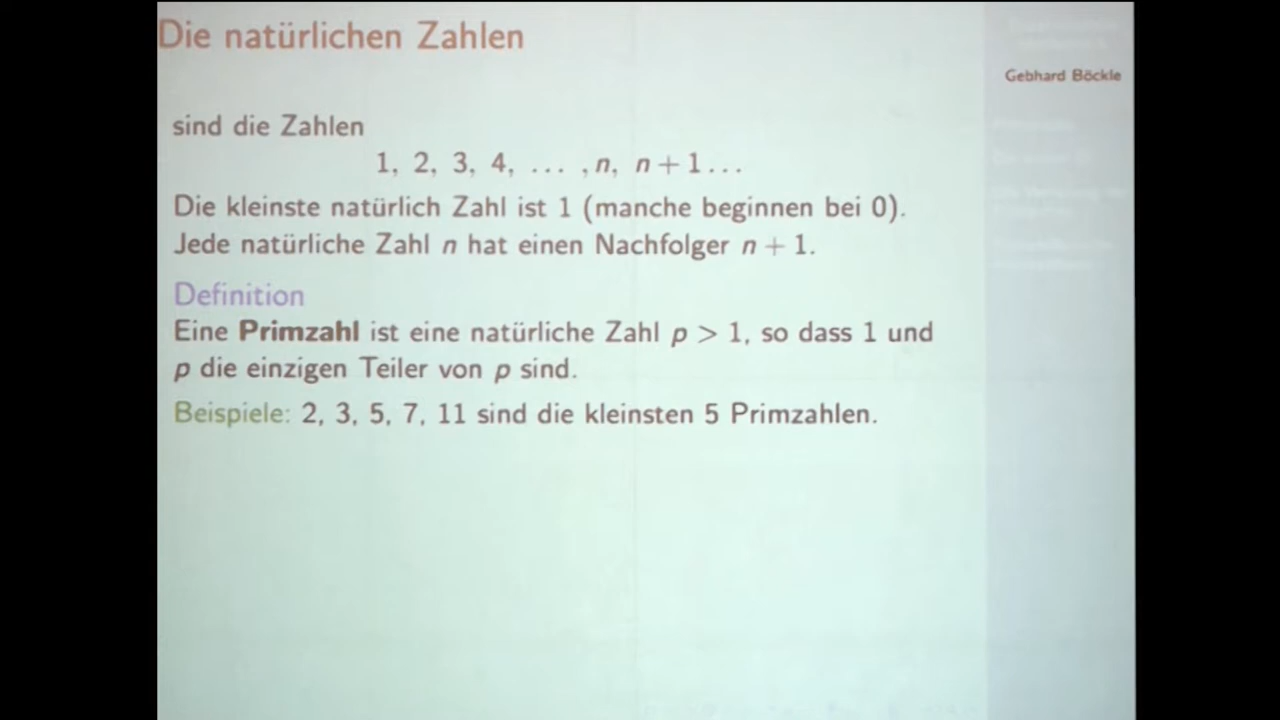 Die natürlichen Zahlen
Gebhard Böckle
sind die Zahlen
1, 2, 3, 4, ... , n, n + 1 ...
Die kleinste natürlich Zahl ist 1 (manche beginnen bei 0).
Jede natürliche Zahl n hat einen Nachfolger n + 1.
Definition
Eine Primzahl ist eine natürliche Zahl p > 1, so dass 1 und
p die einzigen Teiler von p sind.
Beispiele: 2, 3, 5, 7, 11 sind die kleinsten 5 Primzahlen.